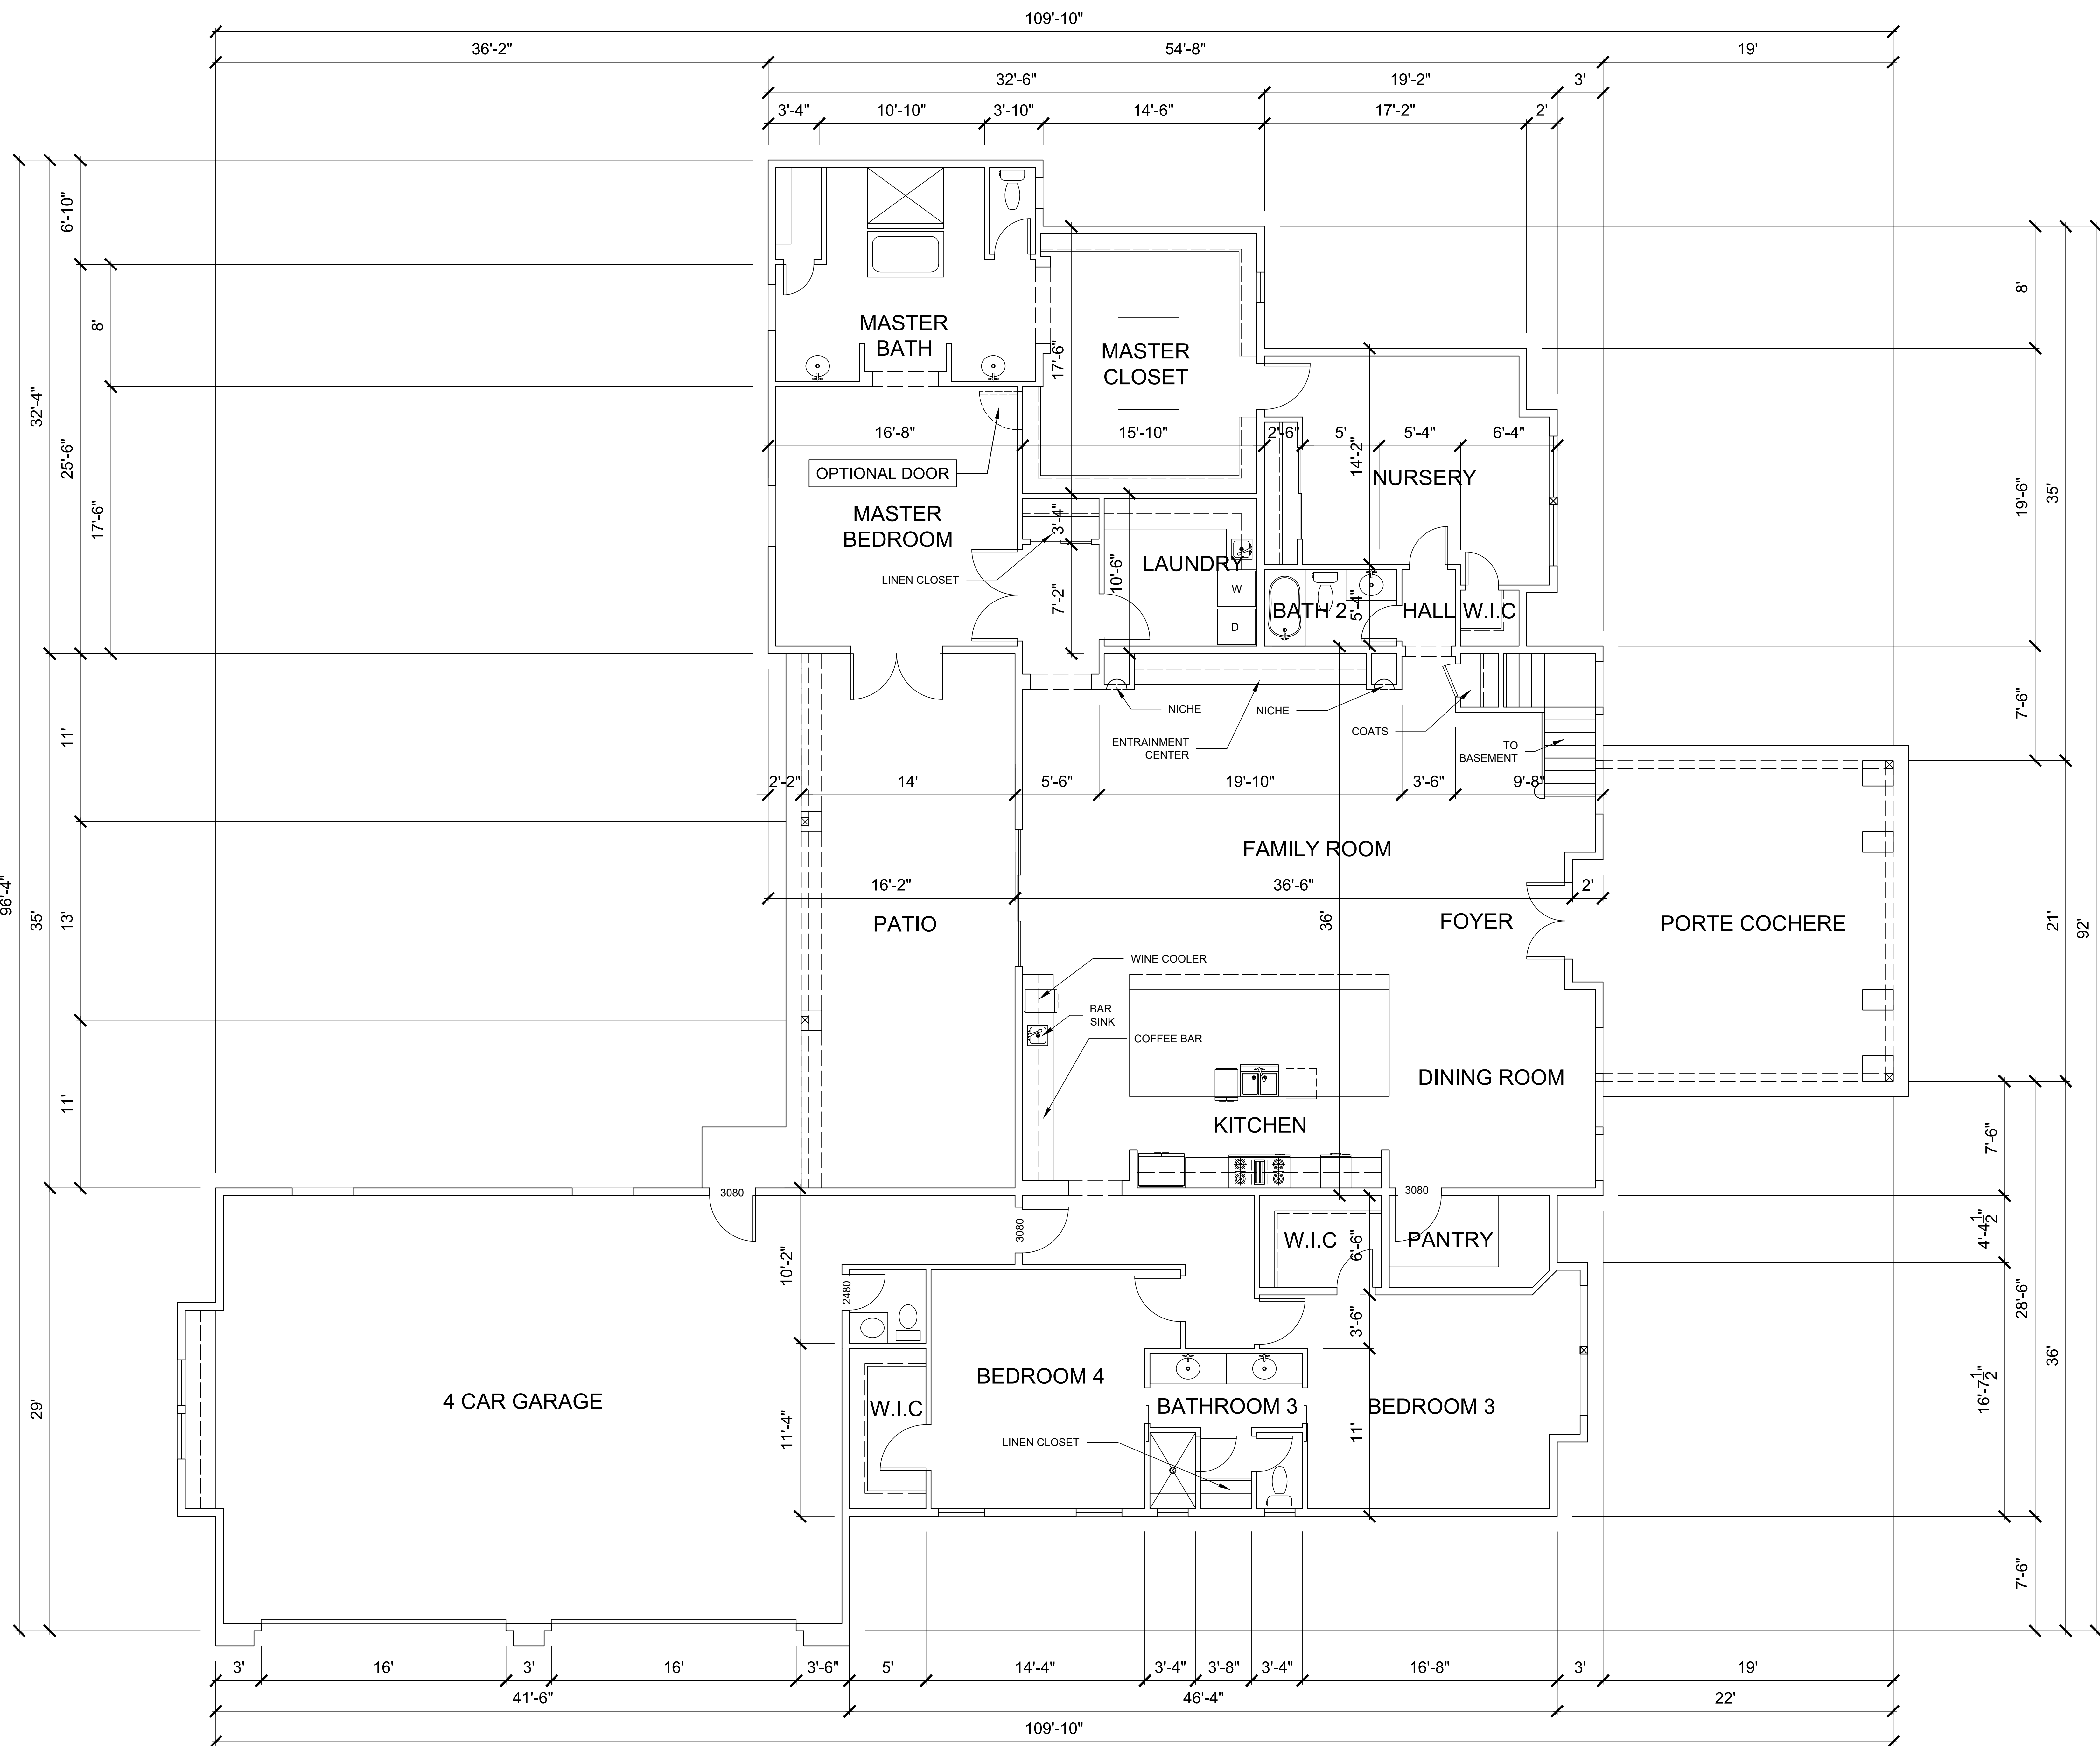 109'-10"
36'-2" 54'-8" 19'
32'-6" 19'-2" 3'
3'-4" 10'-10" 3'-10" 14'-6" 17'-2" 2'
6'-10"
8'
8'
MASTER
BATH
MASTER
CLOSET
17'-6"
32'-4"
25'-6"
17'-6"
16'-8" 15'-10" 2'-6" 5' 5'-4" 6'-4"
14'-2"
OPTIONAL DOOR
NURSERY
19'-6"
35'
MASTER
BEDROOM
3'-4"
LINEN CLOSET
LAUNDRY
10'-6"
7'-2"
W
D
BATH 2
5'-4"
HALL
W.I.C
NICHE
NICHE
ENTRAINMENT
CENTER
COATS
TO
BASEMENT
7'-6"
11'
2'-2" 14' 5'-6" 19'-10" 3'-6" 9'-8"
FAMILY ROOM
16'-2" 36'-6" 2'
96'-4"
35'
13'
PATIO
36'
FOYER
PORTE COCHERE
21'
92'
WINE COOLER
BAR
SINK
COFFEE BAR
DINING ROOM
KITCHEN
11'
7'-6"
3080
3080
3080
W.I.C
6'-6"
PANTRY
4'-4 1/2"
10'-2"
2480
3'-6"
28'-6"
36'
BEDROOM 4
4 CAR GARAGE
W.I.C
BATHROOM 3
BEDROOM 3
16'-7 1/2"
29'
11'-4"
11'
LINEN CLOSET
7'-6"
3' 16' 3' 16' 3'-6" 5' 14'-4" 3'-4" 3'-8" 3'-4" 16'-8" 3' 19'
41'-6" 46'-4" 22'
109'-10"